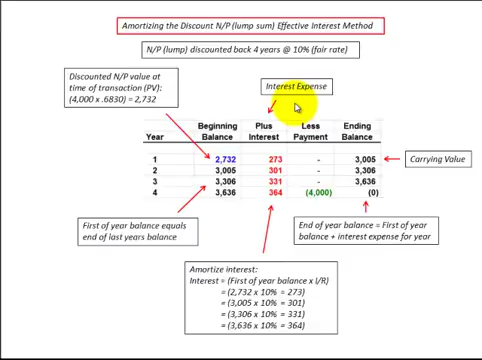 Amortizing the Discount N/P (lump sum) Effective Interest Method
N/P (lump) discounted back 4 years @ 10% (fair rate)
Discounted N/P value at
time of transaction (PV):
(4,000 x .6830) = 2,732
Interest Expense
Beginning Plus Less Ending
Year Balance Interest Payment Balance
1 2,732 273 - 3,005
2 3,005 301 - 3,306
3 3,306 331 - 3,636
4 3,636 364 (4,000) (0)
Carrying Value
First of year balance equals
end of last years balance
End of year balance = First of year
balance + interest expense for year
Amortize interest:
Interest = (First of year balance x I/R)
= (2,732 x 10% = 273)
= (3,005 x 10% = 301)
= (3,306 x 10% = 331)
= (3,636 x 10% = 364)